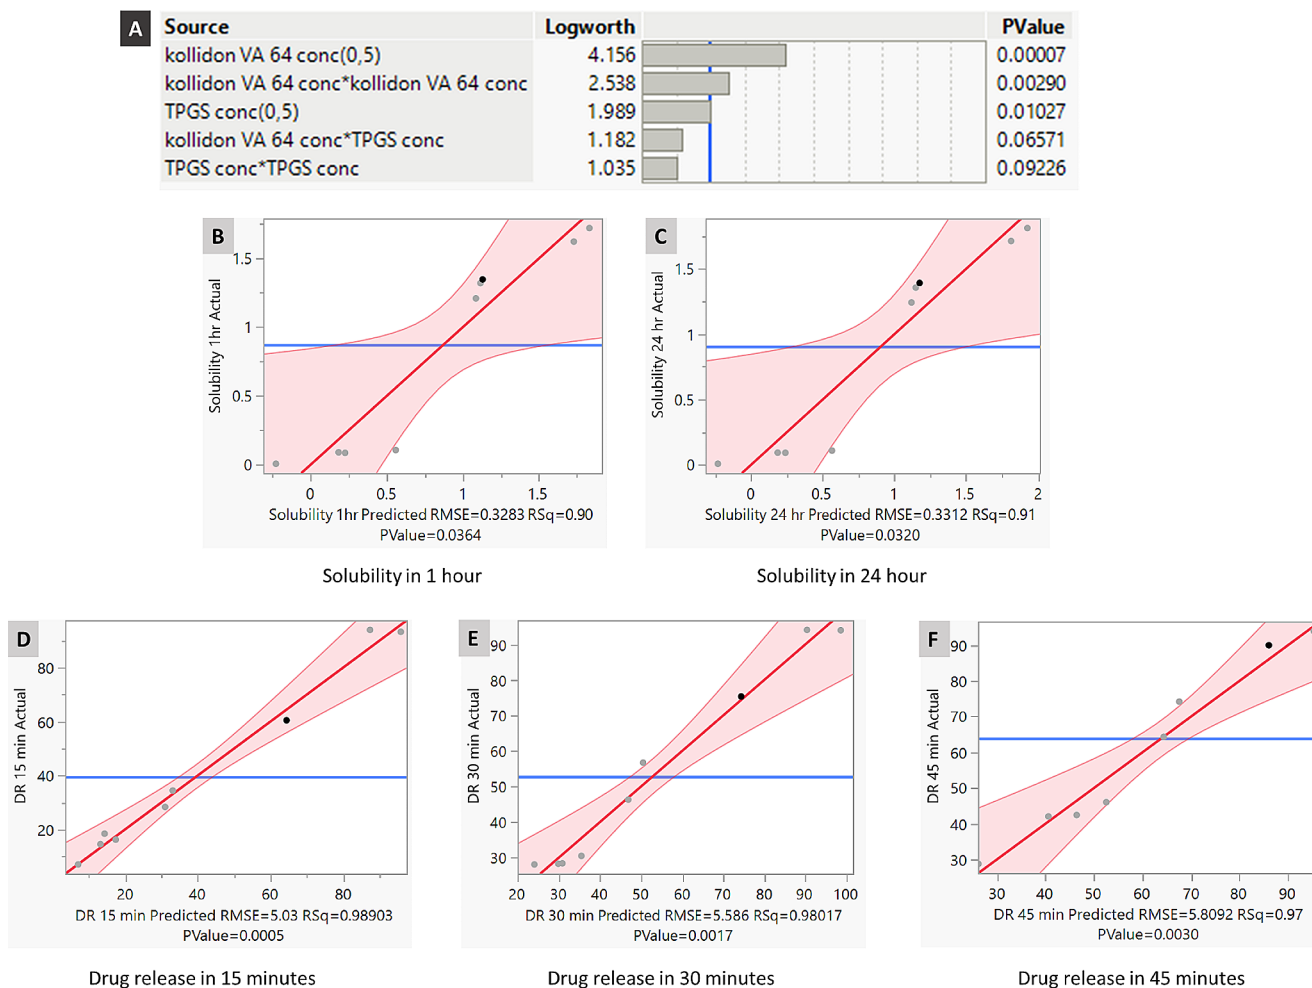 A
Source Logworth PValue
kollidon VA 64 conc(0,5) 4.156 0.00007
kollidon VA 64 conc*kollidon VA 64 conc 2.538 0.00290
TPGS conc(0,5) 1.989 0.01027
kollidon VA 64 conc*TPGS conc 1.182 0.06571
TPGS conc*TPGS conc 1.035 0.09226
B
Solubility 1hr Actual
1.5
1
0.5
0
0 0.5 1 1.5
Solubility 1hr Predicted RMSE=0.3283 RSq=0.90
PValue=0.0364
Solubility in 1 hour
C
Solubility 24 hr Actual
1.5
1
0.5
0
0 0.5 1 1.5 2
Solubility 24 hr Predicted RMSE=0.3312 RSq=0.91
PValue=0.0320
Solubility in 24 hour
D
DR 15 min Actual
80
60
40
20
20 40 60 80
DR 15 min Predicted RMSE=5.03 RSq=0.98903
PValue=0.0005
Drug release in 15 minutes
E
DR 30 min Actual
90
80
70
60
50
40
30
20 30 40 50 60 70 80 90 100
DR 30 min Predicted RMSE=5.586 RSq=0.98017
PValue=0.0017
Drug release in 30 minutes
F
DR 45 min Actual
90
80
70
60
50
40
30
30 40 50 60 70 80 90
DR 45 min Predicted RMSE=5.8092 RSq=0.97
PValue=0.0030
Drug release in 45 minutes